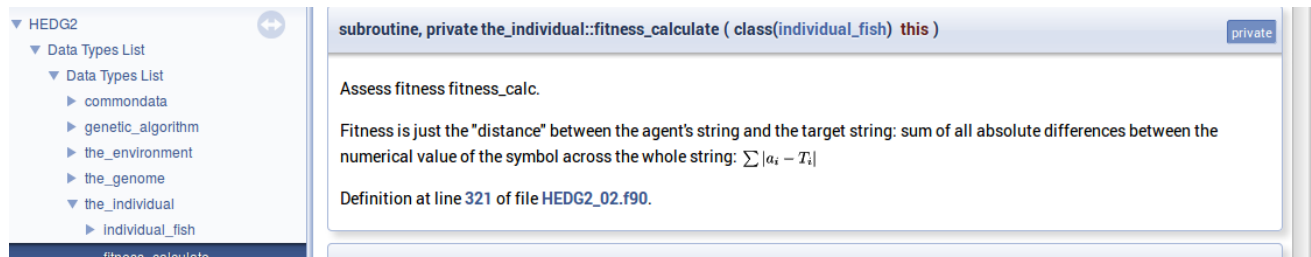 HEDG2
Data Types List
Data Types List
commondata
genetic_algorithm
the_environment
the_genome
the_individual
individual_fish
fitness_calculate
subroutine, private the_individual::fitness_calculate ( class(individual_fish) this )
private
Assess fitness fitness_calc.
Fitness is just the "distance" between the agent's string and the target string: sum of all absolute differences between the
numerical value of the symbol across the whole string: ∑ |aᵢ − Tᵢ|
Definition at line 321 of file HEDG2_02.f90.